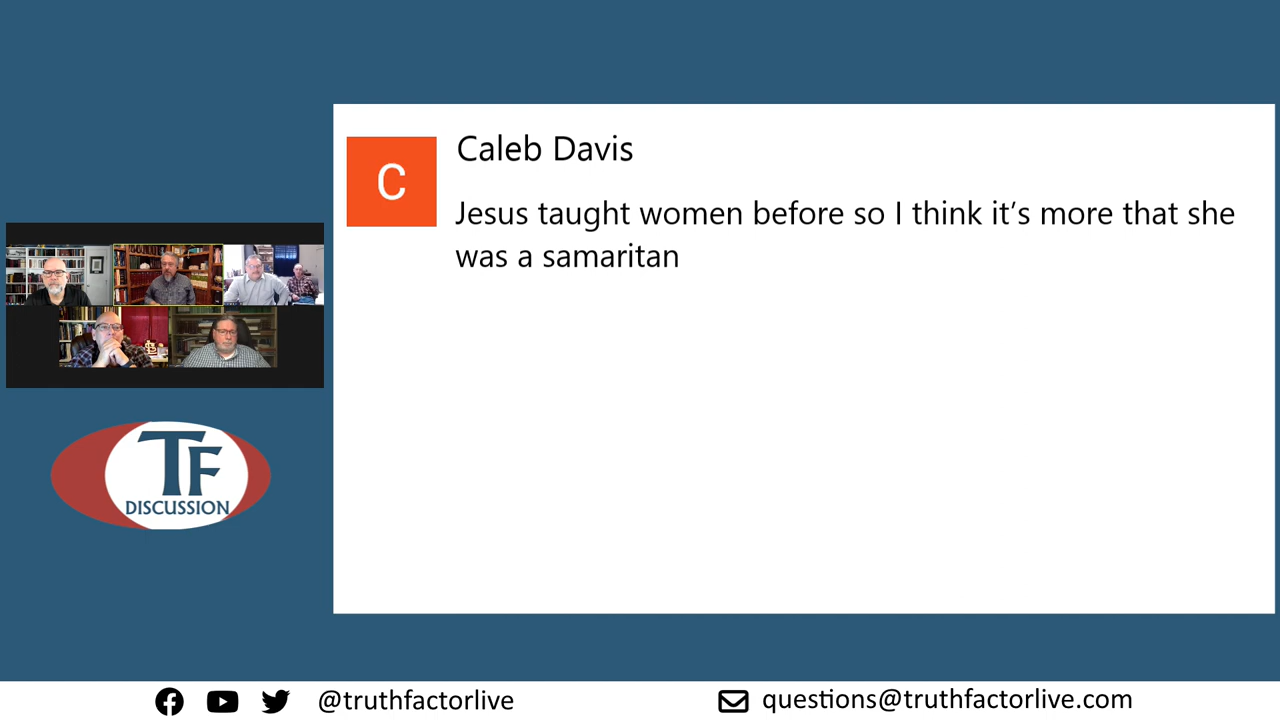 Caleb Davis
C
Jesus taught women before so I think it's more that she
was a samaritan
TF
DISCUSSION
@truthfactorlive
questions@truthfactorlive.com